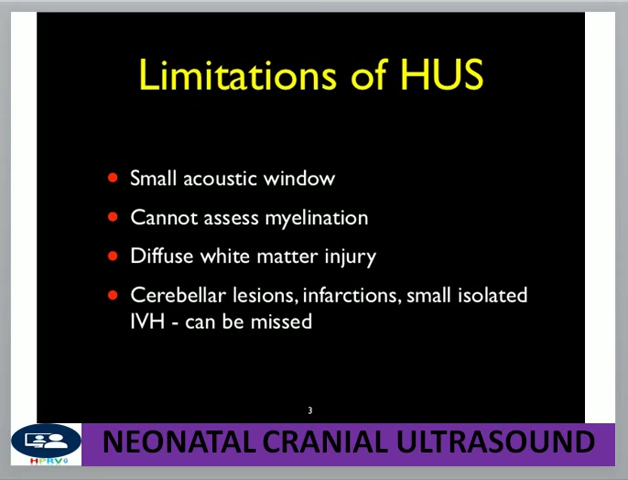 Limitations of HUS
Small acoustic window
Cannot assess myelination
Diffuse white matter injury
Cerebellar lesions, infarctions, small isolated
IVH - can be missed
3
NEONATAL CRANIAL ULTRASOUND